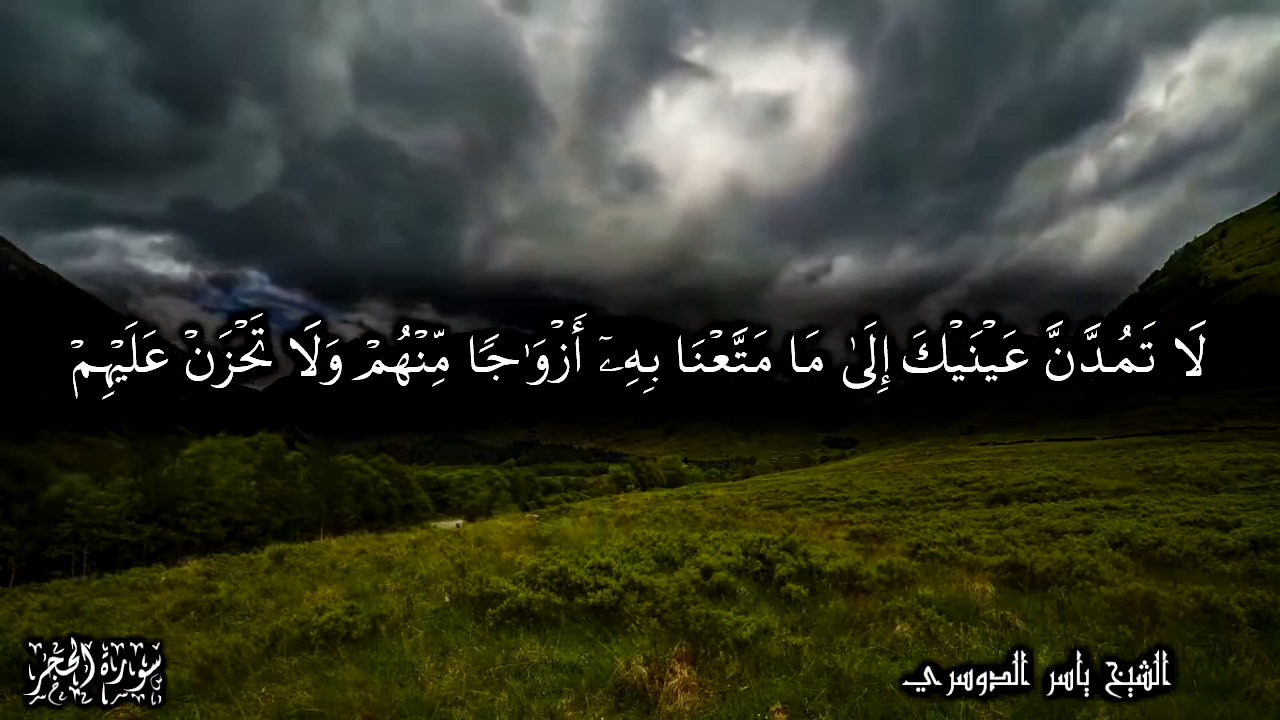 لَا تَمُدَّنَّ عَيْنَيْكَ إِلَىٰ مَا مَتَّعْنَا بِهِۦٓ أَزْوَٰجًا مِّنْهُمْ وَلَا تَحْزَنْ عَلَيْهِمْ
الشيخ ياسر الدوسري
سورة الحجر